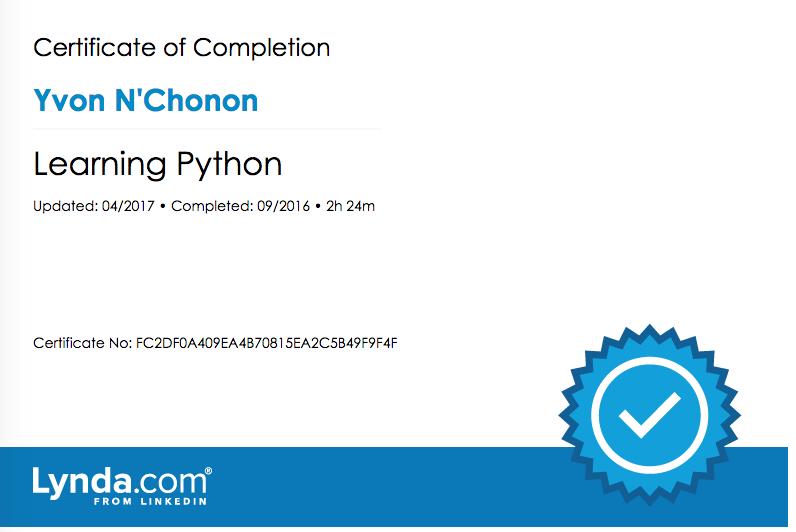 Certificate of Completion
Yvon N'Chonon
Learning Python
Updated: 04/2017 • Completed: 09/2016 • 2h 24m
Certificate No: FC2DF0A409EA4B70815EA2C5B49F9F4F
Lynda.com®
FROM LINKEDIN